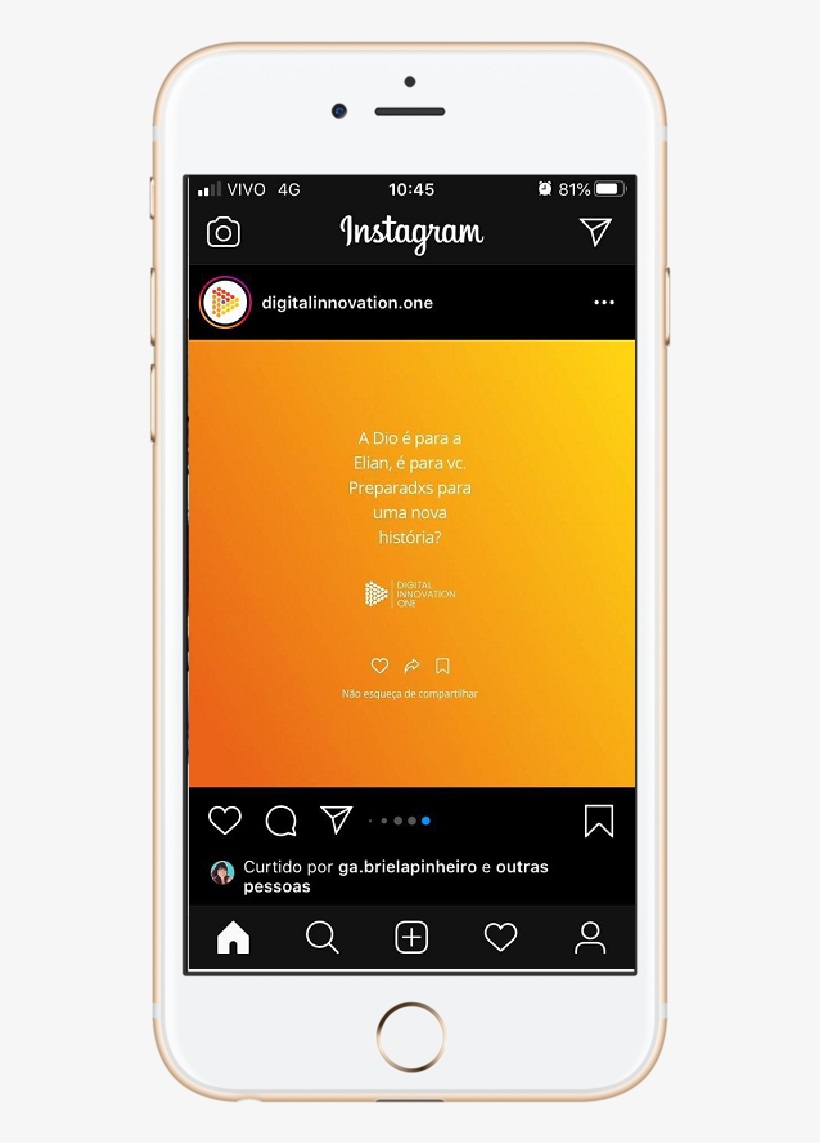 VIVO 4G 10:45 81%
Instagram
digitalinnovation.one
A Dio é para a
Elian, é para vc.
Preparadxs para
uma nova
história?
DIGITAL
INNOVATION
ONE
Não esqueça de compartilhar
Curtido por ga.brielapinheiro e outras
pessoas